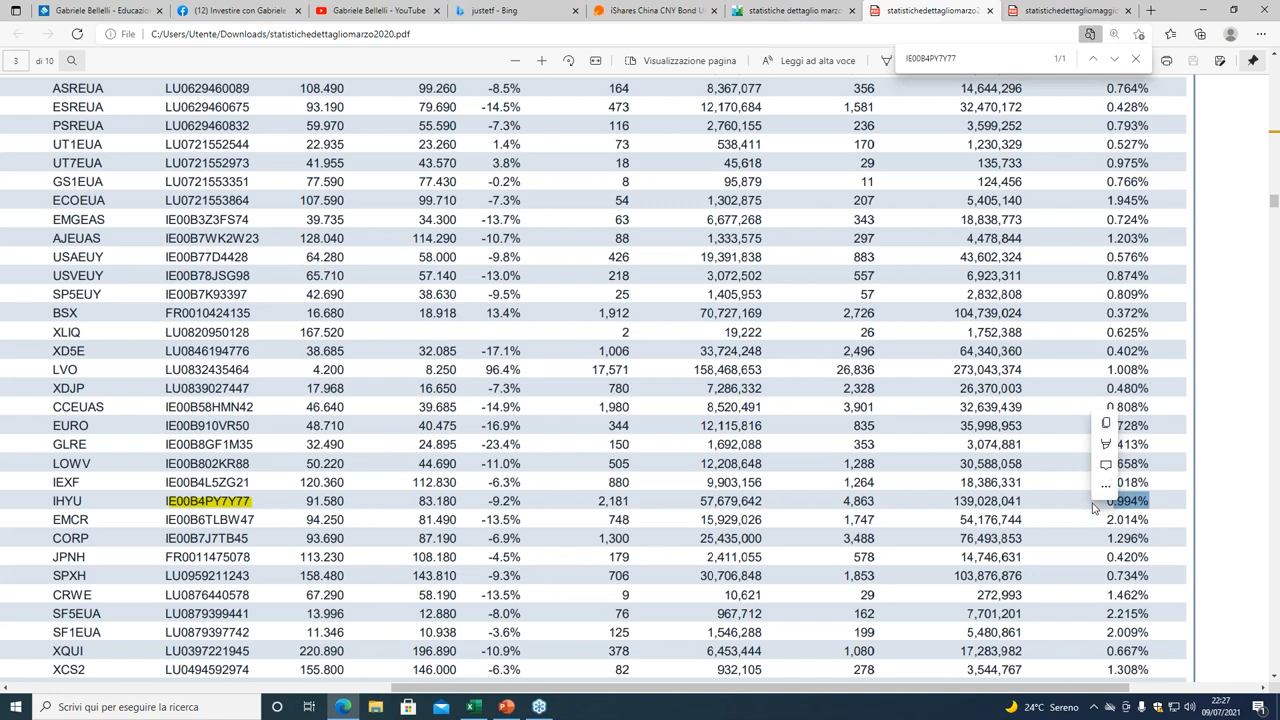 Gabriele Bellelli – Educazion
(12) Investire con Gabriele
Gabriele Bellelli - YouTube
justetf - Bing
iShares China CNY Bond U
statistiche dettaglio marzo
statistichedettagliomarzo2
statistichedettagliomaggio
File C:/Users/Utente/Downloads/statistichedettagliomarzo2020.pdf
3 di 10 Visualizzazione pagina Leggi ad alta voce
IE00B4PY7Y77 1/1
ASREUA LU0629460089 108.490 99.260 -8.5% 164 8,367,077 356 14,644,296 0.764%
ESREUA LU0629460675 93.190 79.690 -14.5% 473 12,170,684 1,581 32,470,172 0.428%
PSREUA LU0629460832 59.970 55.590 -7.3% 116 2,760,155 236 3,599,252 0.793%
UT1EUA LU0721552544 22.935 23.260 1.4% 73 538,411 170 1,230,329 0.527%
UT7EUA LU0721552973 41.955 43.570 3.8% 18 45,618 29 135,733 0.975%
GS1EUA LU0721553351 77.590 77.430 -0.2% 8 95,879 11 124,456 0.766%
ECOEUA LU0721553864 107.590 99.710 -7.3% 54 1,302,875 207 5,405,140 1.945%
EMGEAS IE00B3Z3FS74 39.735 34.300 -13.7% 63 6,677,268 343 18,838,773 0.724%
AJEUAS IE00B7WK2W23 128.040 114.290 -10.7% 88 1,333,575 297 4,478,844 1.203%
USAEUY IE00B77D4428 64.280 58.000 -9.8% 426 19,391,838 883 43,602,324 0.576%
USVEUY IE00B78JSG98 65.710 57.140 -13.0% 218 3,072,502 557 6,923,311 0.874%
SP5EUY IE00B7K93397 42.690 38.630 -9.5% 25 1,405,953 57 2,832,808 0.809%
BSX FR0010424135 16.680 18.918 13.4% 1,912 70,727,169 2,726 104,739,024 0.372%
XLIQ LU0820950128 167.520 2 19,222 26 1,752,388 0.625%
XD5E LU0846194776 38.685 32.085 -17.1% 1,006 33,724,248 2,496 64,340,360 0.402%
LVO LU0832435464 4.200 8.250 96.4% 17,571 158,468,653 26,836 273,043,374 1.008%
XDJP LU0839027447 17.968 16.650 -7.3% 780 7,286,332 2,328 26,370,003 0.480%
CCEUAS IE00B58HMN42 46.640 39.685 -14.9% 1,980 8,520,491 3,901 32,639,439 0.808%
EURO IE00B910VR50 48.710 40.475 -16.9% 344 12,115,816 835 35,998,953 728%
GLRE IE00B8GF1M35 32.490 24.895 -23.4% 150 1,692,088 353 3,074,881 413%
LOWV IE00B802KR88 50.220 44.690 -11.0% 505 12,208,648 1,288 30,588,058 658%
IEXF IE00B4L5ZG21 120.360 112.830 -6.3% 880 9,903,156 1,264 18,386,331 018%
IHYU IE00B4PY7Y77 91.580 83.180 -9.2% 2,181 57,679,642 4,863 139,028,041 0.994%
EMCR IE00B6TLBW47 94.250 81.490 -13.5% 748 15,929,026 1,747 54,176,744 2.014%
CORP IE00B7J7TB45 93.690 87.190 -6.9% 1,300 25,435,000 3,488 76,493,853 1.296%
JPNH FR0011475078 113.230 108.180 -4.5% 179 2,411,055 578 14,746,631 0.420%
SPXH LU0959211243 158.480 143.810 -9.3% 706 30,706,848 1,853 103,876,876 0.734%
CRWE LU0876440578 67.290 58.190 -13.5% 9 10,621 29 272,993 1.462%
SF5EUA LU0879399441 13.996 12.880 -8.0% 76 967,712 162 7,701,201 2.215%
SF1EUA LU0879397742 11.346 10.938 -3.6% 125 1,546,288 199 5,480,861 2.009%
XQUI LU0397221945 220.890 196.890 -10.9% 378 6,453,444 1,080 17,283,982 0.667%
XCS2 LU0494592974 155.800 146.000 -6.3% 82 932,105 278 3,544,767 1.308%
Scrivi qui per eseguire la ricerca
24°C Sereno
22:27
09/07/2021